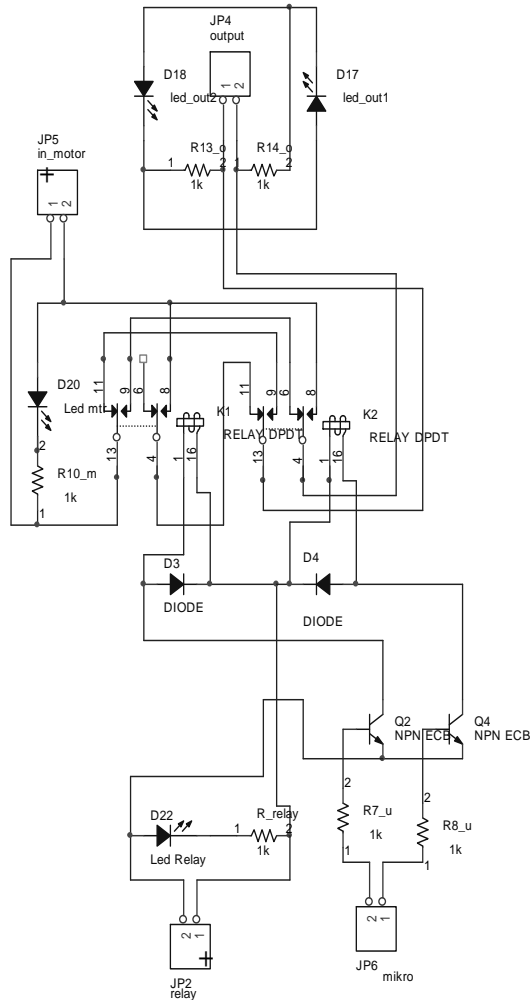 JP4
output
D18
led_out2
1
2
D17
led_out1
R13_o
R14_o
1
2
1
2
1k
1k
JP5
in_motor
+
1
2
D20
Led mtr
11
9
6
8
K1
RELAY DPDT
11
9
6
8
K2
RELAY DPDT
13
4
1
16
13
4
1
16
2
R10_m
1k
1
D3
DIODE
D4
DIODE
Q2
NPN ECB
Q4
NPN ECB
D22
Led Relay
R_relay
1
2
1k
2
R7_u
1k
1
2
R8_u
1k
1
2
1
+
JP2
relay
2
1
JP6
mikro